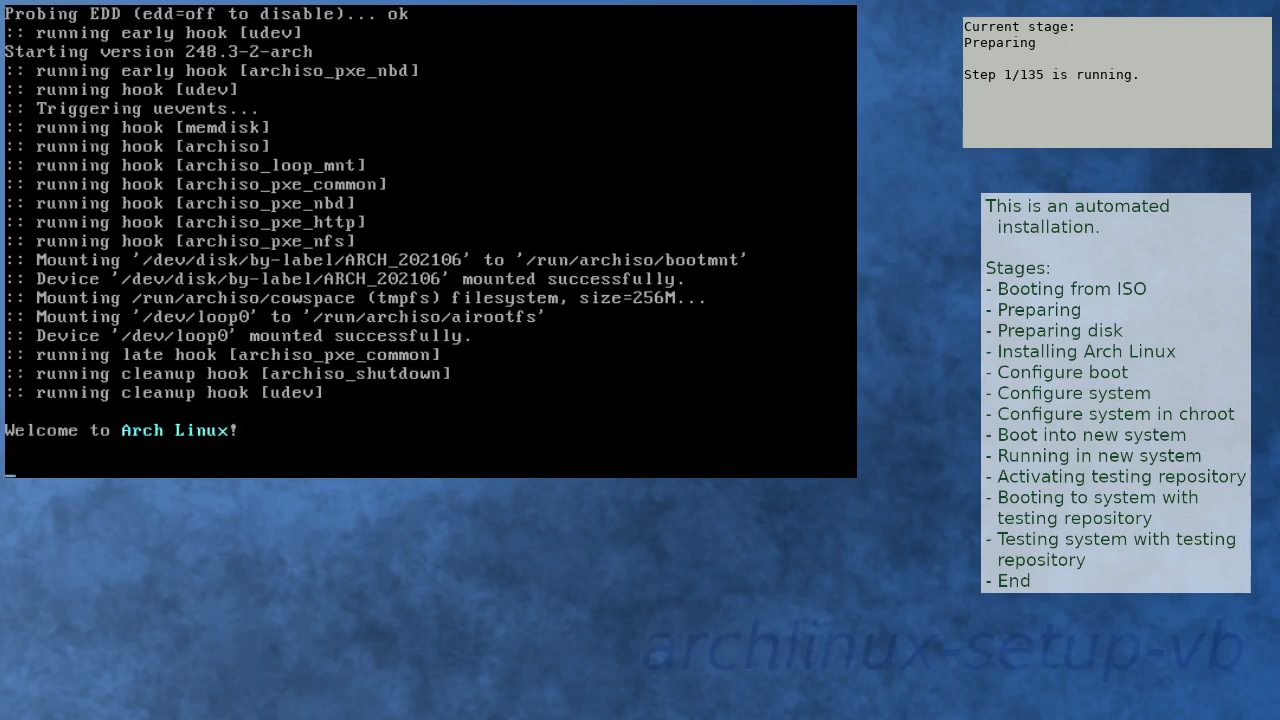 Probing EDD (edd=off to disable)... ok
:: running early hook [udev]
Starting version 248.3-2-arch
:: running early hook [archiso_pxe_nbd]
:: running hook [udev]
:: Triggering uevents...
:: running hook [memdisk]
:: running hook [archiso]
:: running hook [archiso_loop_mnt]
:: running hook [archiso_pxe_common]
:: running hook [archiso_pxe_nbd]
:: running hook [archiso_pxe_http]
:: running hook [archiso_pxe_nfs]
:: Mounting '/dev/disk/by-label/ARCH_202106' to '/run/archiso/bootmnt'
:: Device '/dev/disk/by-label/ARCH_202106' mounted successfully.
:: Mounting /run/archiso/cowspace (tmpfs) filesystem, size=256M...
:: Mounting '/dev/loop0' to '/run/archiso/airootfs'
:: Device '/dev/loop0' mounted successfully.
:: running late hook [archiso_pxe_common]
:: running cleanup hook [archiso_shutdown]
:: running cleanup hook [udev]
Welcome to Arch Linux!
_
Current stage:
Preparing
Step 1/135 is running.
This is an automated
installation.
Stages:
- Booting from ISO
- Preparing
- Preparing disk
- Installing Arch Linux
- Configure boot
- Configure system
- Configure system in chroot
- Boot into new system
- Running in new system
- Activating testing repository
- Booting to system with
testing repository
- Testing system with testing
repository
- End
archlinux-setup-vb